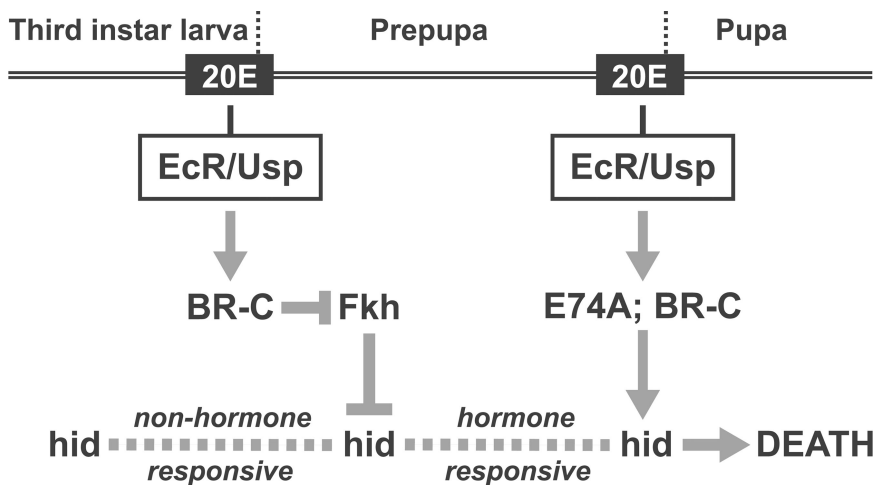 Third instar larva Prepupa Pupa
20E 20E
EcR/Usp EcR/Usp
BR-C Fkh E74A; BR-C
non-hormone hormone
hid hid hid DEATH
responsive responsive